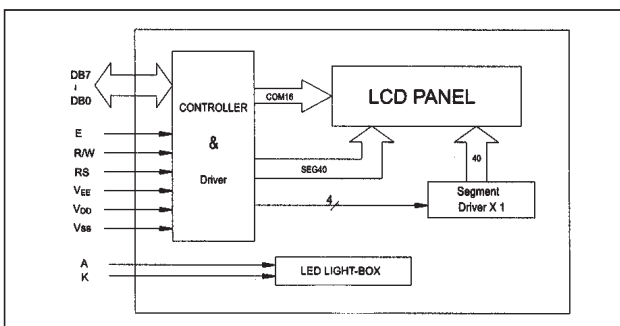 DB7
~
DB0
E
R/W
RS
VEE
VDD
VSS
A
K
CONTROLLER
&
Driver
COM16
SEG40
4
LCD PANEL
40
Segment
Driver X 1
LED LIGHT-BOX